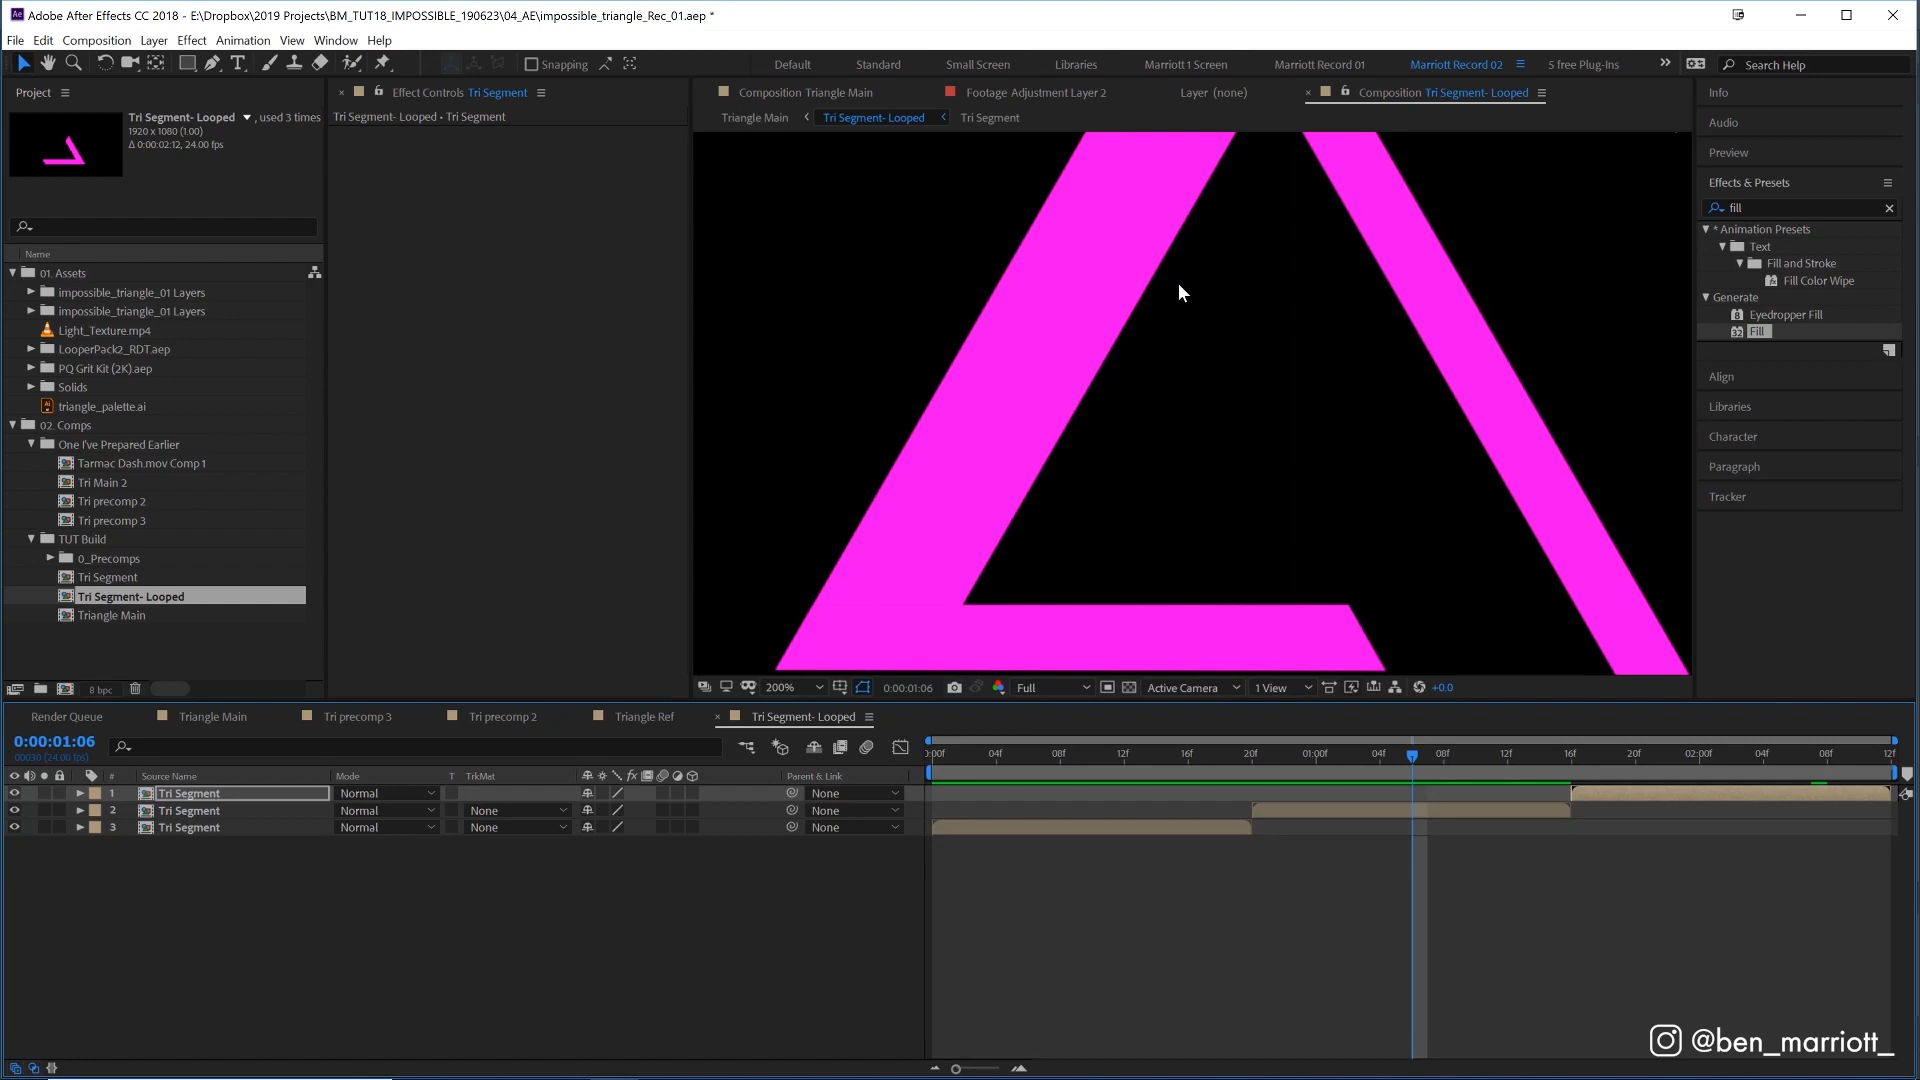 Adobe After Effects CC 2018 - E:\Dropbox\2019 Projects\BM_TUT18_IMPOSSIBLE_190623\04_AE\impossible_triangle_Rec_01.aep *
File Edit Composition Layer Effect Animation View Window Help
Snapping Default Standard Small Screen Libraries Marriott 1 Screen Marriott Record 01 Marriott Record 02 5 free Plug-Ins Search Help
Project
Tri Segment- Looped , used 3 times
1920 x 1080 (1.00)
Δ 0:00:02:12, 24.00 fps
Name
01. Assets
impossible_triangle_01 Layers
impossible_triangle_01 Layers
Light_Texture.mp4
LooperPack2_RDT.aep
PQ Grit Kit (2K).aep
Solids
triangle_palette.ai
02. Comps
One I've Prepared Earlier
Tarmac Dash.mov Comp 1
Tri Main 2
Tri precomp 2
Tri precomp 3
TUT Build
0_Precomps
Tri Segment
Tri Segment- Looped
Triangle Main
8 bpc
Effect Controls Tri Segment
Tri Segment- Looped • Tri Segment
Composition Triangle Main Footage Adjustment Layer 2 Layer (none) Composition Tri Segment- Looped
Triangle Main Tri Segment- Looped Tri Segment
200% 0:00:01:06 Full Active Camera 1 View +0.0
Info
Audio
Preview
Effects & Presets
fill
* Animation Presets
Text
Fill and Stroke
Fill Color Wipe
Generate
Eyedropper Fill
Fill
Align
Libraries
Character
Paragraph
Tracker
Render Queue Triangle Main Tri precomp 3 Tri precomp 2 Triangle Ref Tri Segment- Looped
0:00:01:06
00030 (24.00 fps)
:00f 04f 08f 12f 16f 20f 01:00f 04f 08f 12f 16f 20f 02:00f 04f 08f 12f
# Source Name Mode T TrkMat fx Parent & Link
1 Tri Segment Normal None
2 Tri Segment Normal None None
3 Tri Segment Normal None None
@ben_marriott_